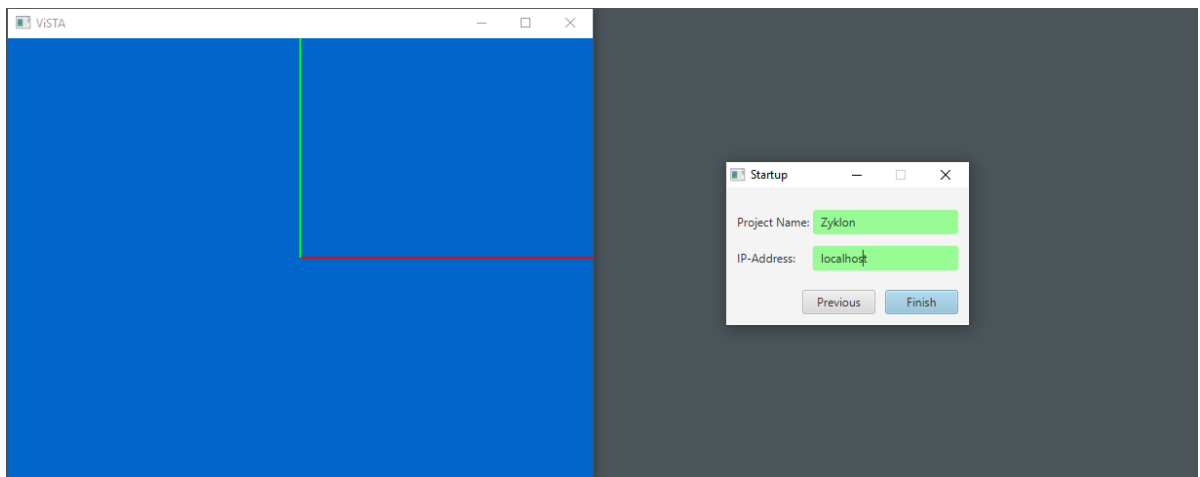 ViSTA
Startup
Project Name: Zyklon
IP-Address: localhost
Previous Finish